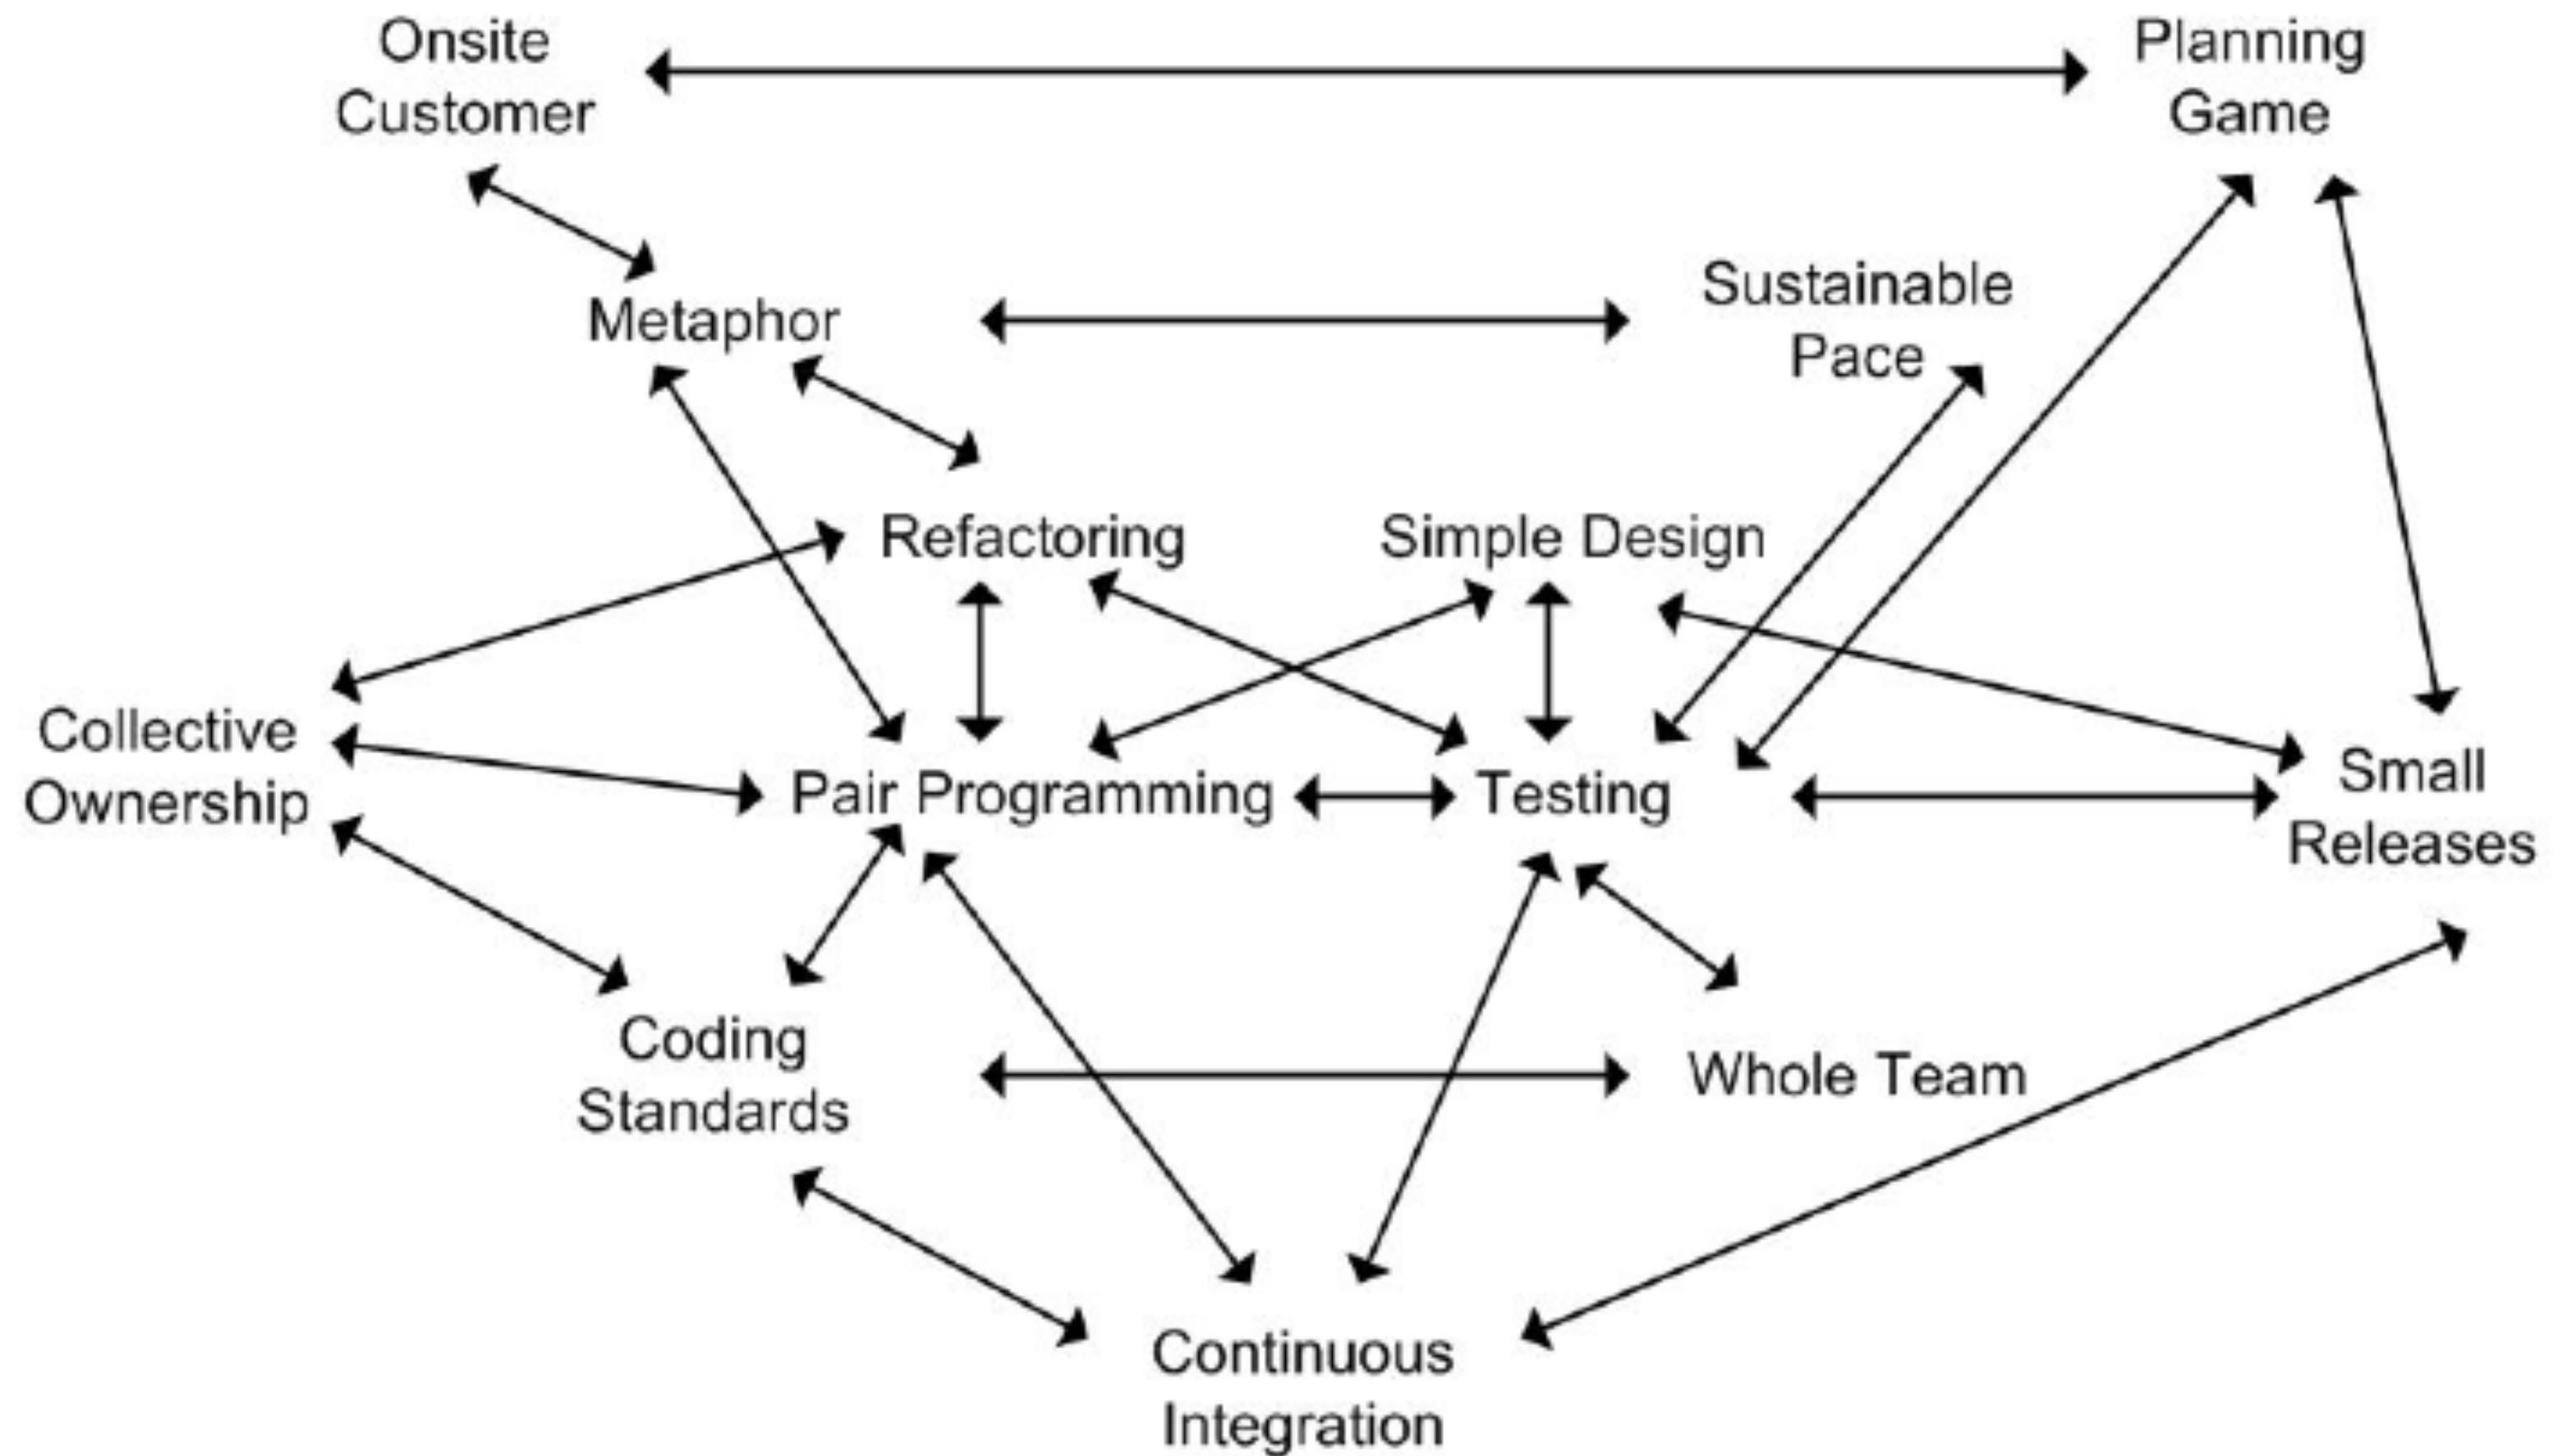 Onsite
Customer
Planning
Game
Metaphor
Sustainable
Pace
Refactoring
Simple Design
Collective
Ownership
Pair Programming
Testing
Small
Releases
Coding
Standards
Whole Team
Continuous
Integration